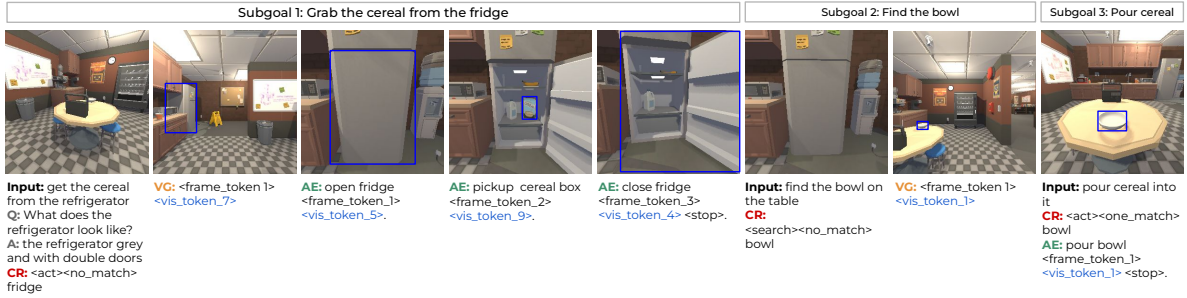 Subgoal 1: Grab the cereal from the fridge
Subgoal 2: Find the bowl
Subgoal 3: Pour cereal
Input: get the cereal
from the refrigerator
Q: What does the
refrigerator look like?
A: the refrigerator grey
and with double doors
CR: <act><no_match>
fridge
VG: <frame_token 1>
<vis_token_7>
AE: open fridge
<frame_token_1>
<vis_token_5>.
AE: pickup cereal box
<frame_token_2>
<vis_token_9>.
AE: close fridge
<frame_token_3>
<vis_token_4> <stop>.
Input: find the bowl on
the table
CR:
<search><no_match>
bowl
VG: <frame_token 1>
<vis_token_1>
Input: pour cereal into
it
CR: <act><one_match>
bowl
AE: pour bowl
<frame_token_1>
<vis_token_1> <stop>.